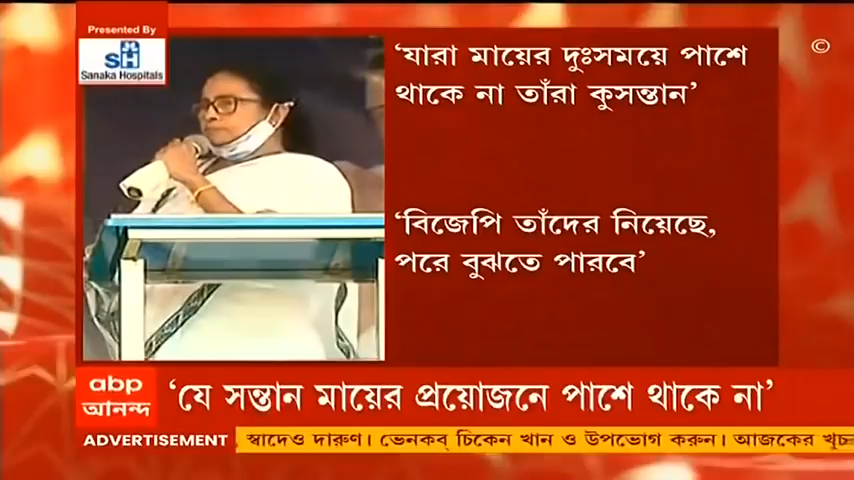 Presented By
SH
Sanaka Hospitals
‘যারা মায়ের দুঃসময়ে পাশে
থাকে না তাঁরা কুসন্তান’
©
‘বিজেপি তাঁদের নিয়েছে,
পরে বুঝতে পারবে’
abp
আনন্দ
‘যে সন্তান মায়ের প্রয়োজনে পাশে থাকে না’
ADVERTISEMENT
স্বাদেও দারুণ। ভেনকব্ চিকেন খান ও উপভোগ করুন। আজকের খুচ